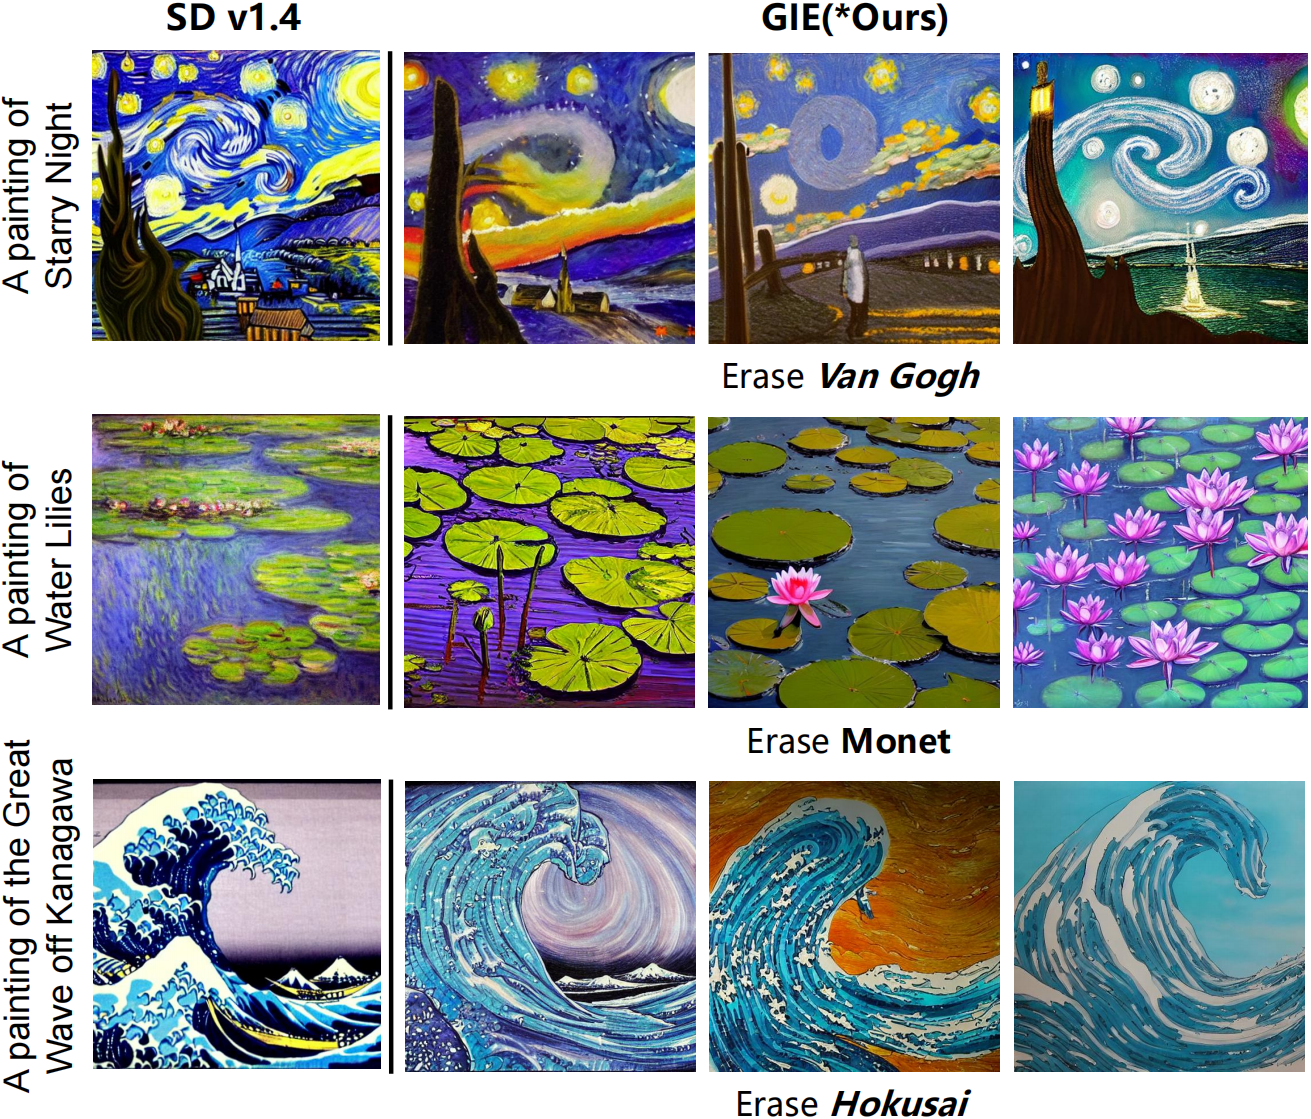 SD v1.4
GIE(*Ours)
A painting of
Starry Night
Erase Van Gogh
A painting of
Water Lilies
Erase Monet
A painting of the Great
Wave off Kanagawa
Erase Hokusai